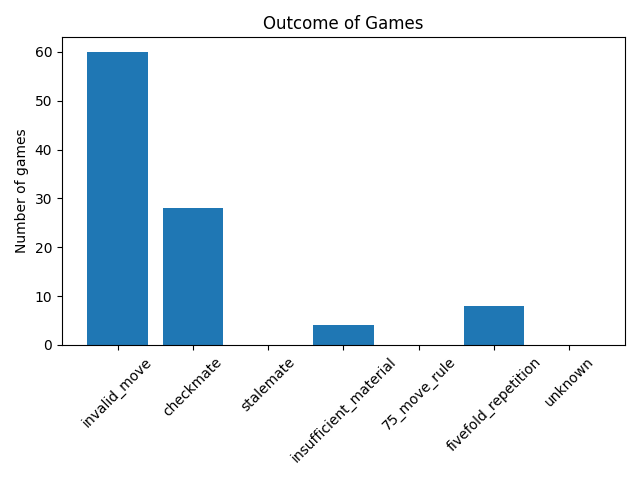 Outcome of Games
Number of games
60
50
40
30
20
10
0
invalid_move
checkmate
stalemate
insufficient_material
75_move_rule
fivefold_repetition
unknown